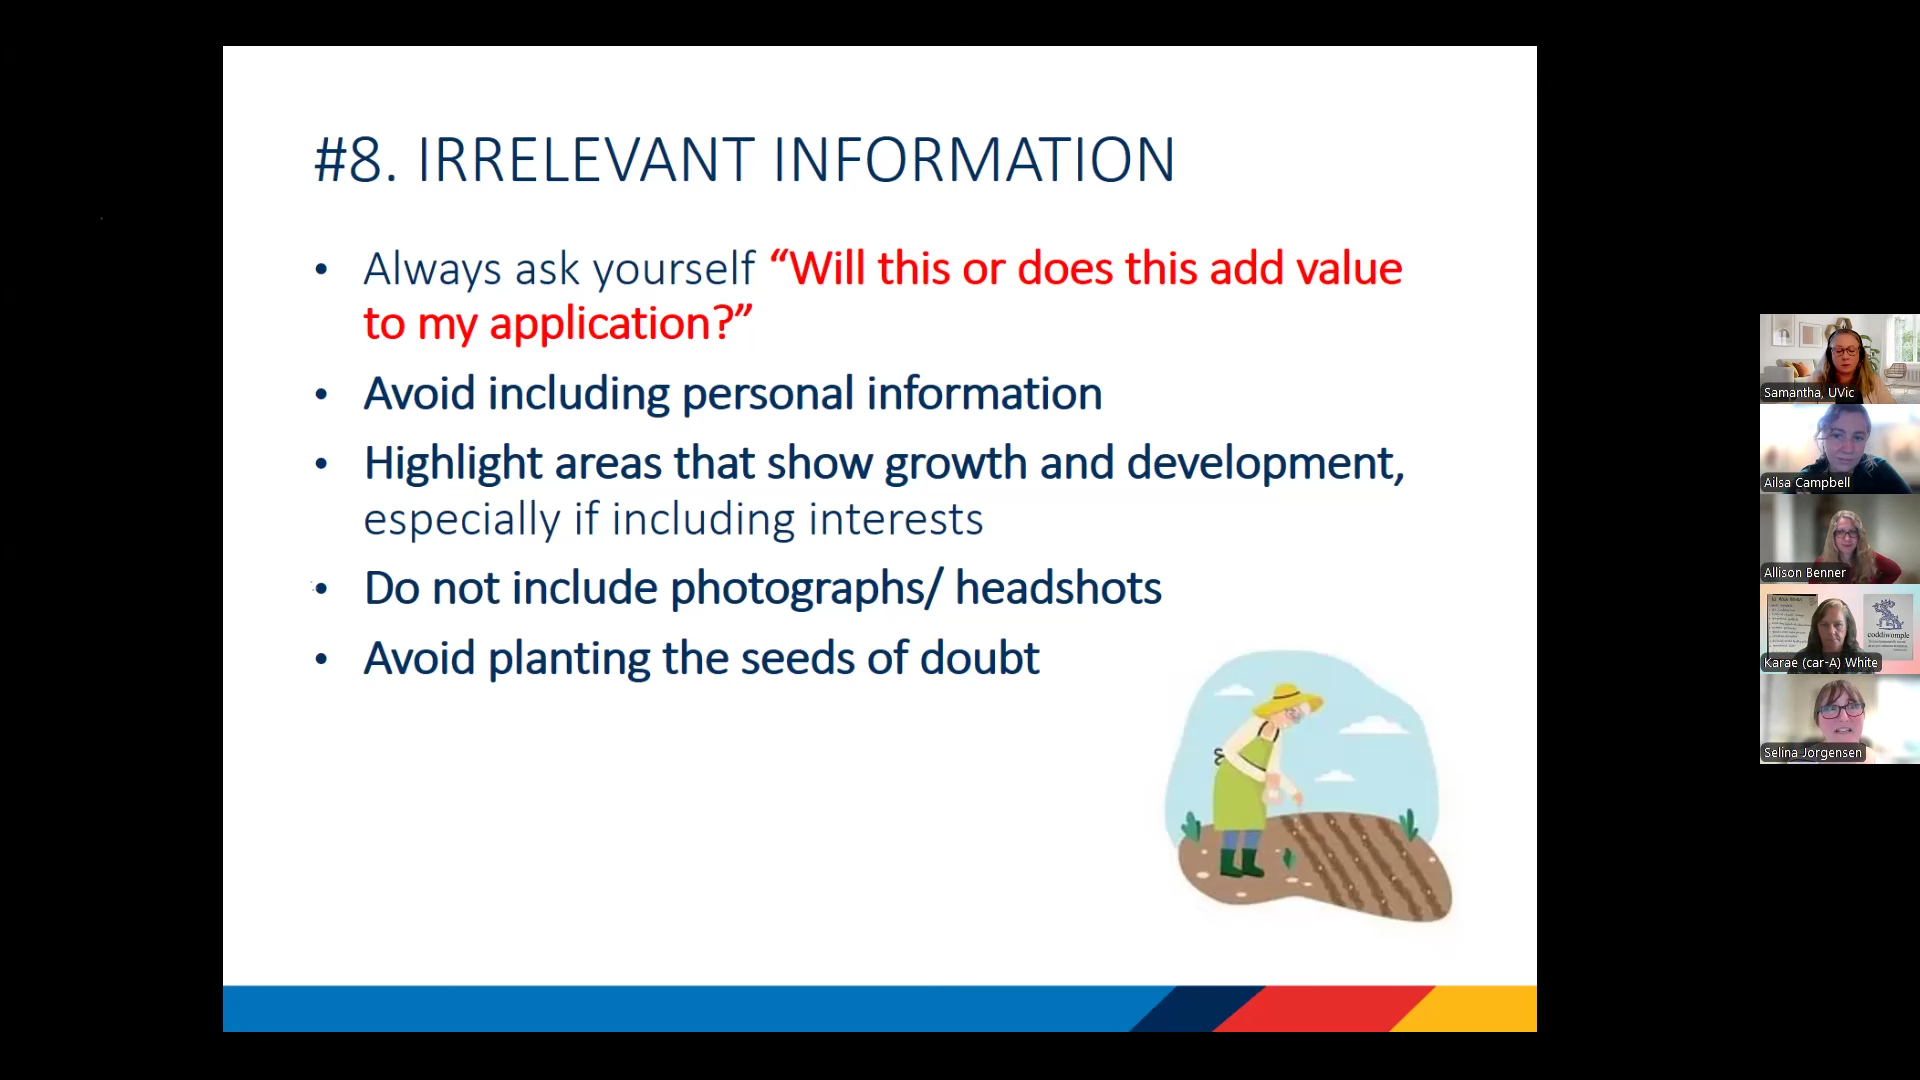 #8. IRRELEVANT INFORMATION
• Always ask yourself “Will this or does this add value
to my application?”
• Avoid including personal information
• Highlight areas that show growth and development,
especially if including interests
• Do not include photographs/ headshots
• Avoid planting the seeds of doubt
Samantha, UVic
Ailsa Campbell
Allison Benner
coddiwomple
Karae (car-A) White
Selina Jorgensen